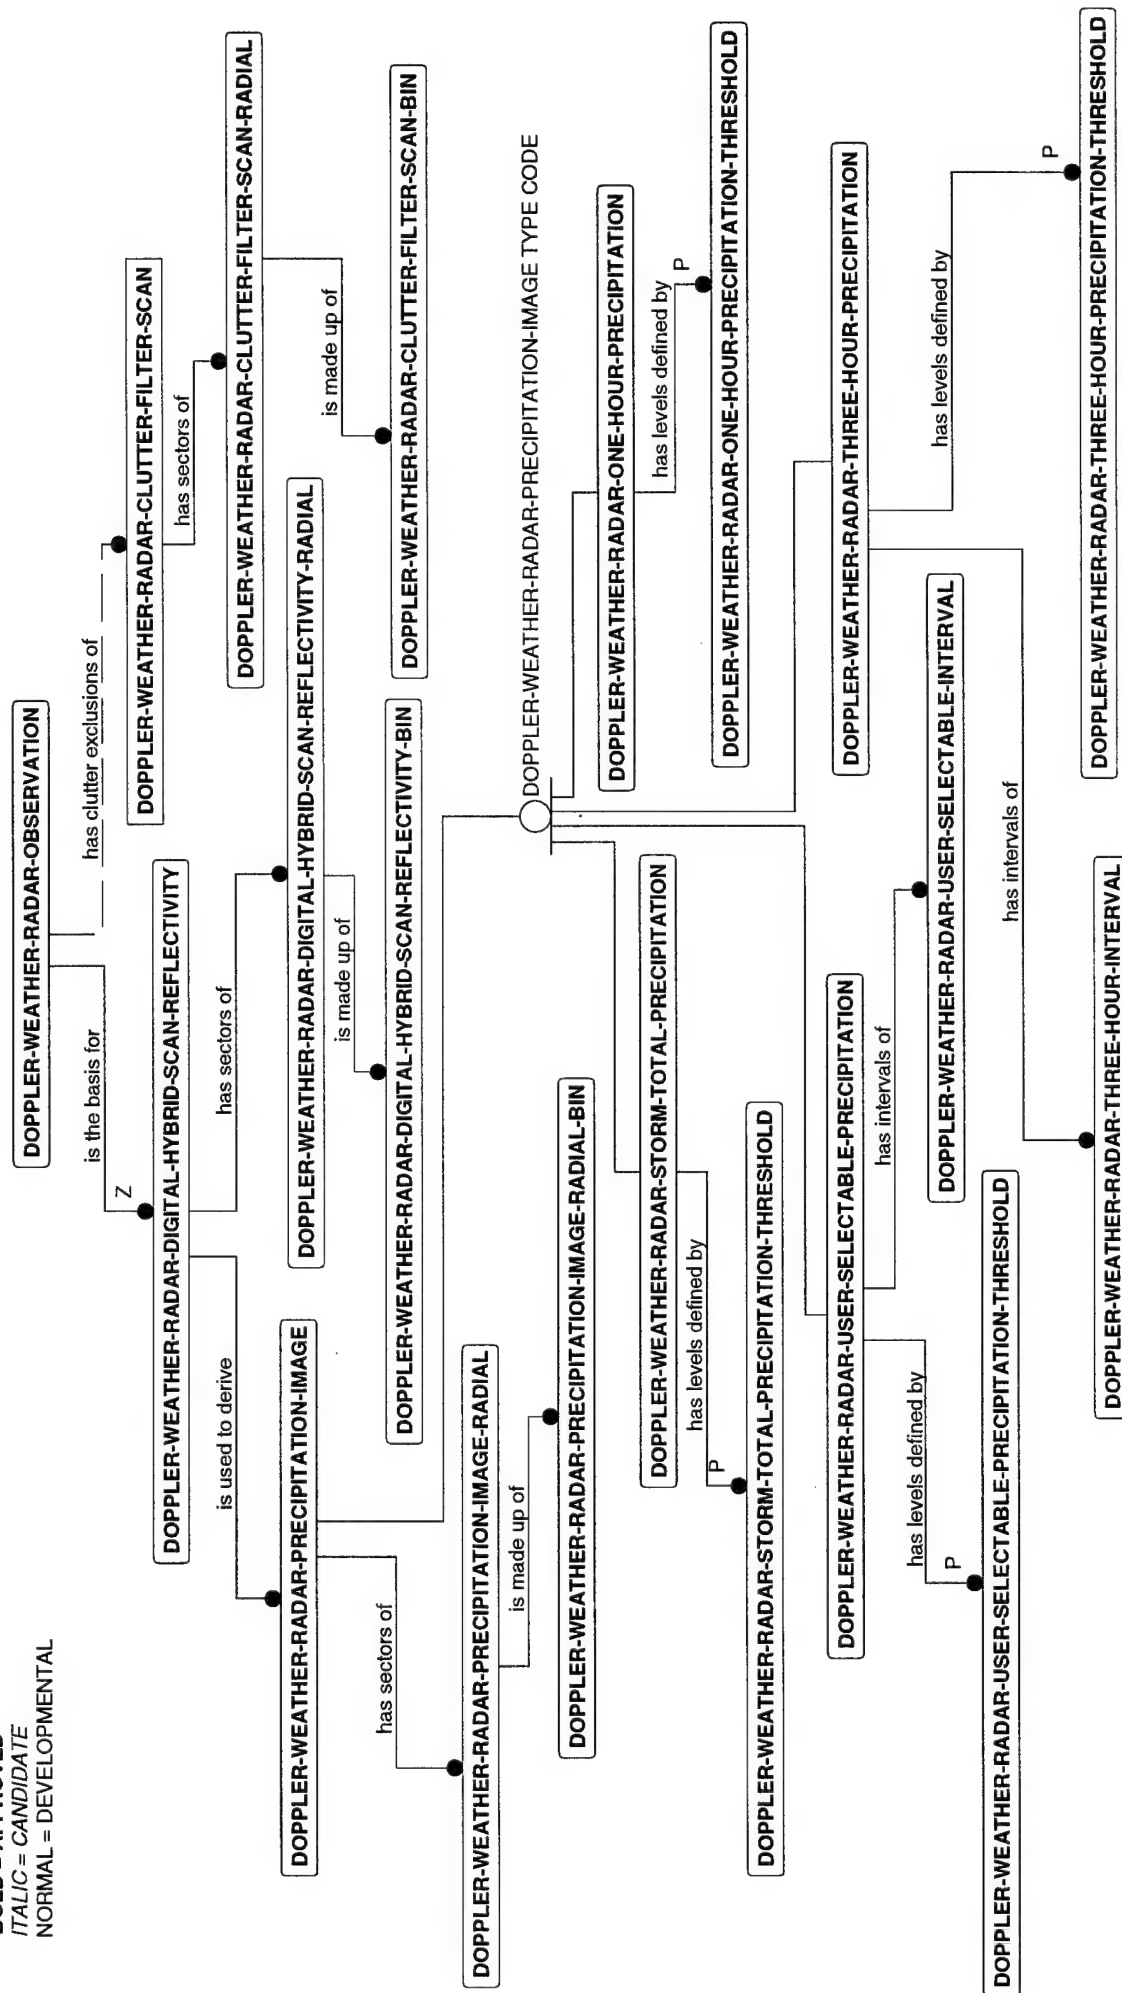 ITALIC = CANDIDATE
NORMAL = DEVELOPMENTAL
DOPPLER-WEATHER-RADAR-OBSERVATION
is the basis for
has clutter exclusions of
Z
DOPPLER-WEATHER-RADAR-DIGITAL-HYBRID-SCAN-REFLECTIVITY
DOPPLER-WEATHER-RADAR-CLUTTER-FILTER-SCAN
is used to derive
has sectors of
has sectors of
DOPPLER-WEATHER-RADAR-PRECIPITATION-IMAGE
DOPPLER-WEATHER-RADAR-DIGITAL-HYBRID-SCAN-REFLECTIVITY-RADIAL
DOPPLER-WEATHER-RADAR-CLUTTER-FILTER-SCAN-RADIAL
has sectors of
is made up of
is made up of
DOPPLER-WEATHER-RADAR-DIGITAL-HYBRID-SCAN-REFLECTIVITY-BIN
DOPPLER-WEATHER-RADAR-CLUTTER-FILTER-SCAN-BIN
DOPPLER-WEATHER-RADAR-PRECIPITATION-IMAGE-RADIAL
is made up of
DOPPLER-WEATHER-RADAR-PRECIPITATION-IMAGE TYPE CODE
DOPPLER-WEATHER-RADAR-PRECIPITATION-IMAGE-RADIAL-BIN
DOPPLER-WEATHER-RADAR-STORM-TOTAL-PRECIPITATION
DOPPLER-WEATHER-RADAR-ONE-HOUR-PRECIPITATION
has levels defined by
P
has levels defined by
P
DOPPLER-WEATHER-RADAR-STORM-TOTAL-PRECIPITATION-THRESHOLD
DOPPLER-WEATHER-RADAR-ONE-HOUR-PRECIPITATION-THRESHOLD
DOPPLER-WEATHER-RADAR-USER-SELECTABLE-PRECIPITATION
DOPPLER-WEATHER-RADAR-THREE-HOUR-PRECIPITATION
has levels defined by
P
has intervals of
has levels defined by
P
DOPPLER-WEATHER-RADAR-USER-SELECTABLE-INTERVAL
DOPPLER-WEATHER-RADAR-USER-SELECTABLE-PRECIPITATION-THRESHOLD
has intervals of
DOPPLER-WEATHER-RADAR-THREE-HOUR-INTERVAL
DOPPLER-WEATHER-RADAR-THREE-HOUR-PRECIPITATION-THRESHOLD